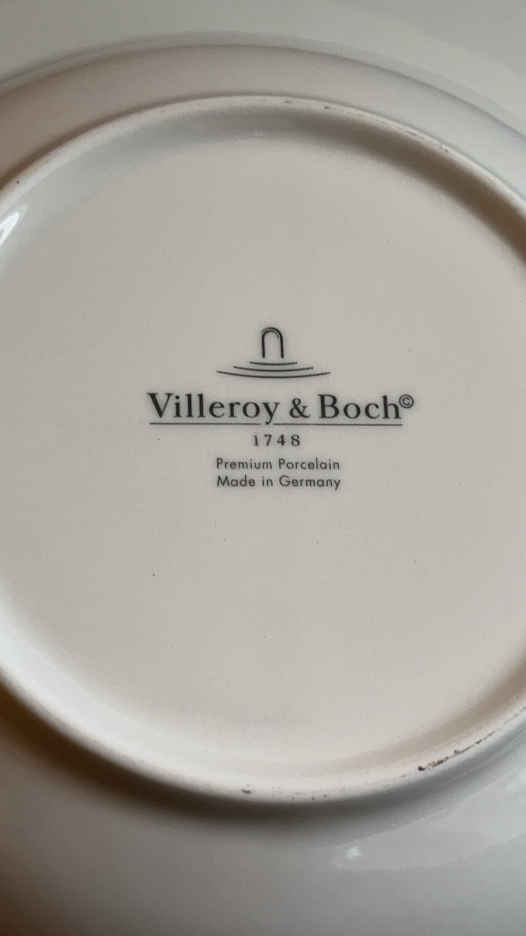 Villeroy & Boch©
1748
Premium Porcelain
Made in Germany